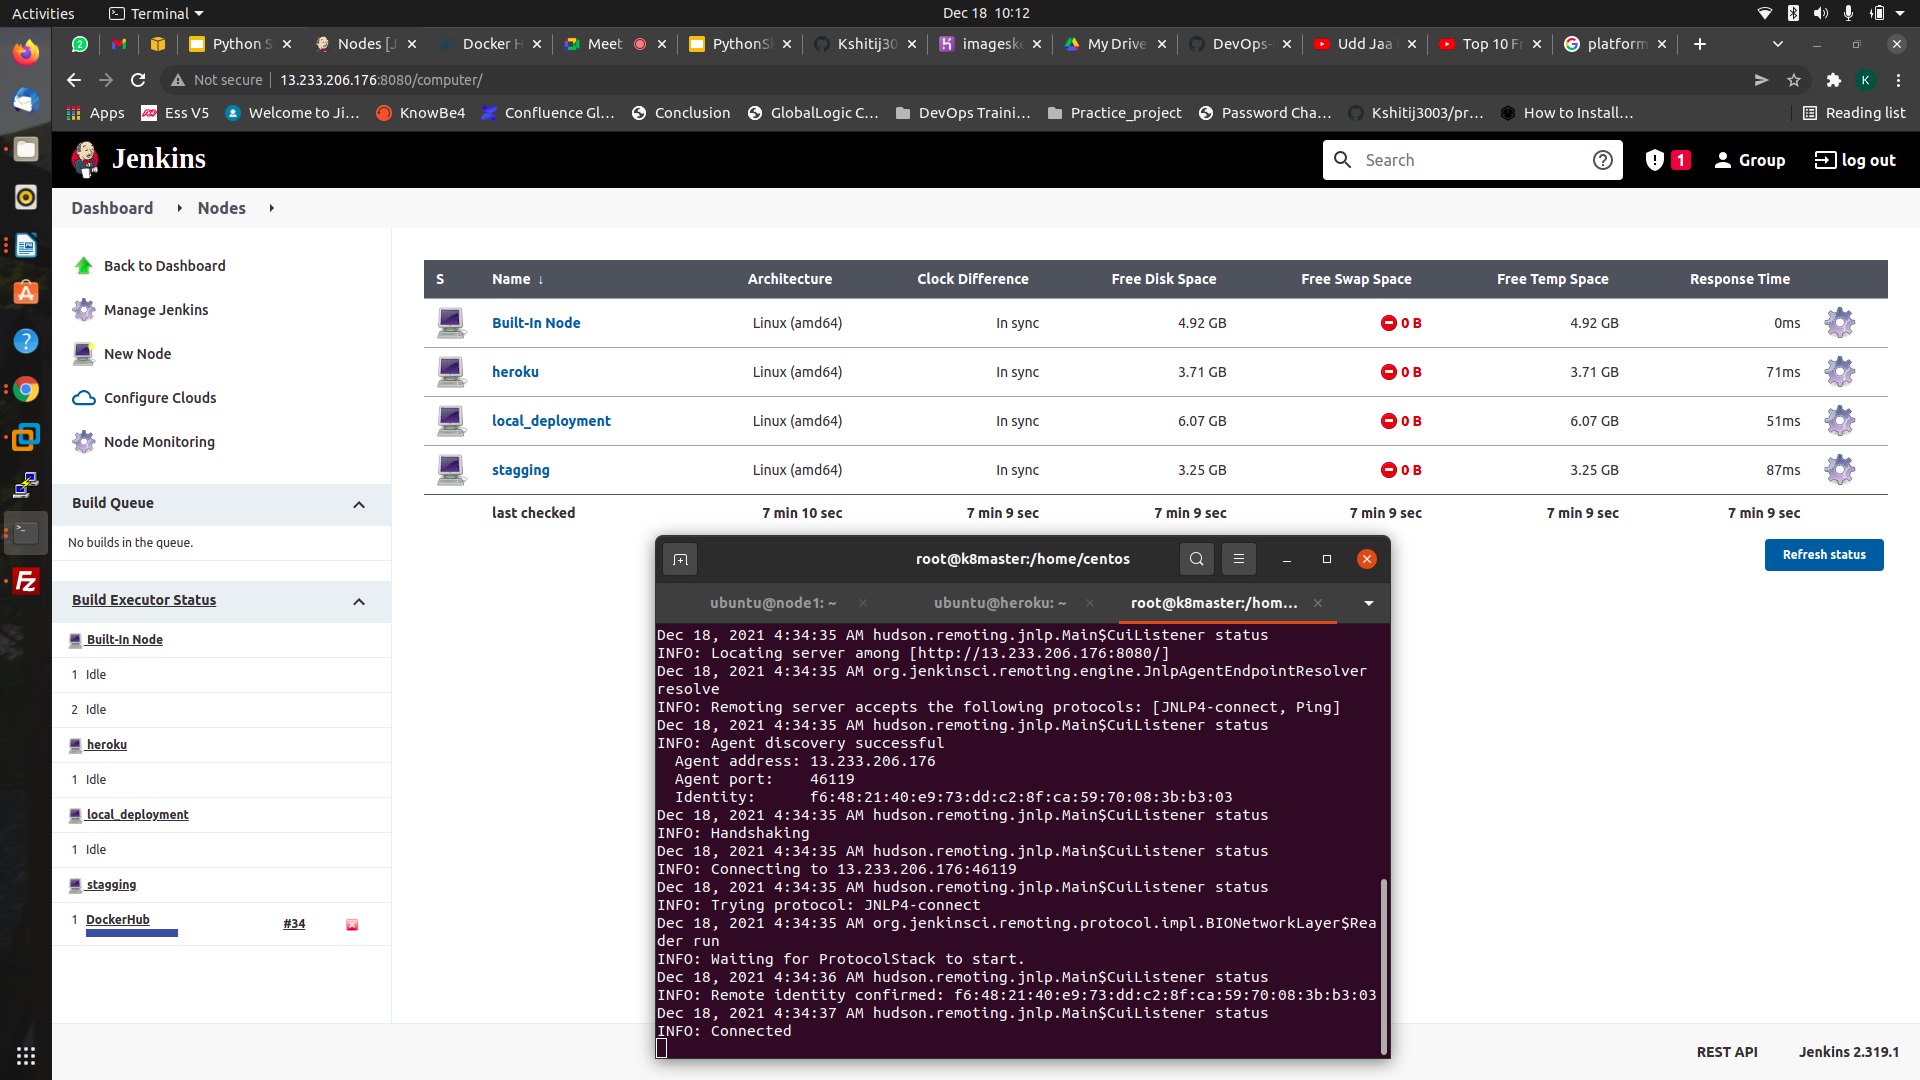 Activities
Terminal
Dec 18 10:12
2
Python S
Nodes [J
Docker H
Meet
PythonSl
Kshitij30
imageske
My Drive
DevOps-
Udd Jaa
Top 10 F
platform
Not secure
13.233.206.176:8080/computer/
K
Apps
Ess V5
Welcome to Ji...
KnowBe4
Confluence Gl...
Conclusion
GlobalLogic C...
DevOps Traini...
Practice_project
Password Cha...
Kshitij3003/pr...
How to Install...
Reading list
Jenkins
Search
1
Group
log out
Dashboard
Nodes
Back to Dashboard
Manage Jenkins
New Node
Configure Clouds
Node Monitoring
Build Queue
No builds in the queue.
Build Executor Status
Built-In Node
1 Idle
2 Idle
heroku
1 Idle
local_deployment
1 Idle
stagging
1 DockerHub #34
S Name ↓ Architecture Clock Difference Free Disk Space Free Swap Space Free Temp Space Response Time
Built-In Node Linux (amd64) In sync 4.92 GB 0 B 4.92 GB 0ms
heroku Linux (amd64) In sync 3.71 GB 0 B 3.71 GB 71ms
local_deployment Linux (amd64) In sync 6.07 GB 0 B 6.07 GB 51ms
stagging Linux (amd64) In sync 3.25 GB 0 B 3.25 GB 87ms
last checked 7 min 10 sec 7 min 9 sec 7 min 9 sec 7 min 9 sec 7 min 9 sec 7 min 9 sec
Refresh status
root@k8master:/home/centos
ubuntu@node1: ~
ubuntu@heroku: ~
root@k8master:/hom...
Dec 18, 2021 4:34:35 AM hudson.remoting.jnlp.Main$CuiListener status
INFO: Locating server among [http://13.233.206.176:8080/]
Dec 18, 2021 4:34:35 AM org.jenkinsci.remoting.engine.JnlpAgentEndpointResolver
resolve
INFO: Remoting server accepts the following protocols: [JNLP4-connect, Ping]
Dec 18, 2021 4:34:35 AM hudson.remoting.jnlp.Main$CuiListener status
INFO: Agent discovery successful
Agent address: 13.233.206.176
Agent port: 46119
Identity: f6:48:21:40:e9:73:dd:c2:8f:ca:59:70:08:3b:b3:03
Dec 18, 2021 4:34:35 AM hudson.remoting.jnlp.Main$CuiListener status
INFO: Handshaking
Dec 18, 2021 4:34:35 AM hudson.remoting.jnlp.Main$CuiListener status
INFO: Connecting to 13.233.206.176:46119
Dec 18, 2021 4:34:35 AM hudson.remoting.jnlp.Main$CuiListener status
INFO: Trying protocol: JNLP4-connect
Dec 18, 2021 4:34:35 AM org.jenkinsci.remoting.protocol.impl.BIONetworkLayer$Rea
der run
INFO: Waiting for ProtocolStack to start.
Dec 18, 2021 4:34:36 AM hudson.remoting.jnlp.Main$CuiListener status
INFO: Remote identity confirmed: f6:48:21:40:e9:73:dd:c2:8f:ca:59:70:08:3b:b3:03
Dec 18, 2021 4:34:37 AM hudson.remoting.jnlp.Main$CuiListener status
INFO: Connected
REST API
Jenkins 2.319.1